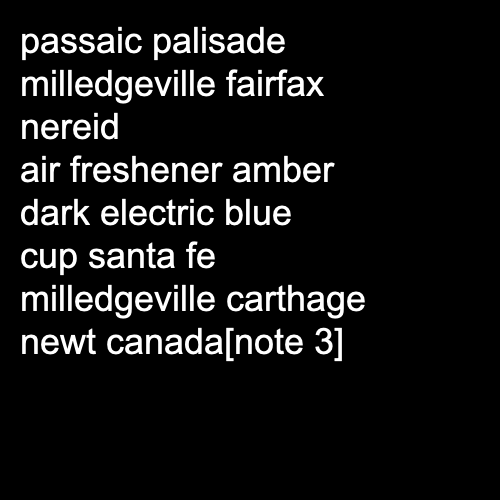 passaic palisade
milledgeville fairfax
nereid
air freshener amber
dark electric blue
cup santa fe
milledgeville carthage
newt canada[note 3]